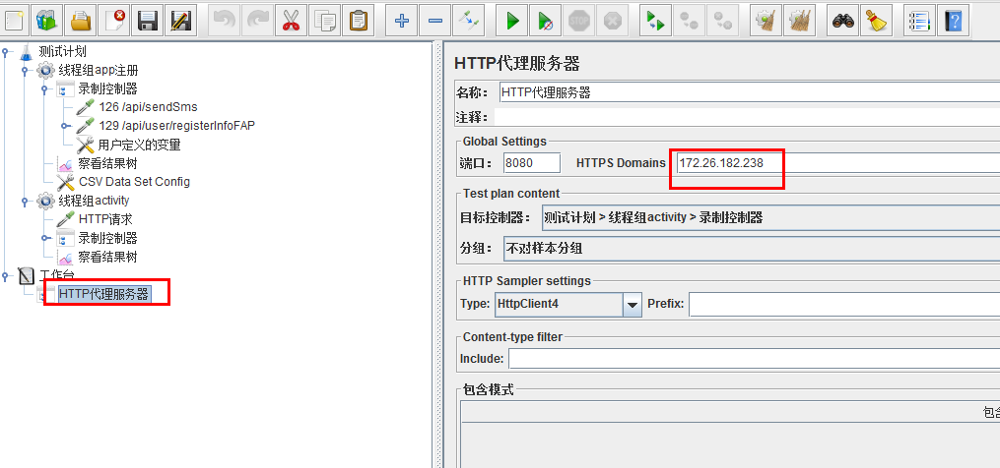 测试计划
线程组app注册
录制控制器
126 /api/sendSms
129 /api/user/registerInfoFAP
用户定义的变量
察看结果树
CSV Data Set Config
线程组activity
HTTP请求
录制控制器
察看结果树
工作台
HTTP代理服务器
HTTP代理服务器
名称： HTTP代理服务器
注释：
Global Settings
端口： 8080 HTTPS Domains 172.26.182.238
Test plan content
目标控制器： 测试计划 > 线程组activity > 录制控制器
分组： 不对样本分组
HTTP Sampler settings
Type: HttpClient4 Prefix:
Content-type filter
Include:
包含模式